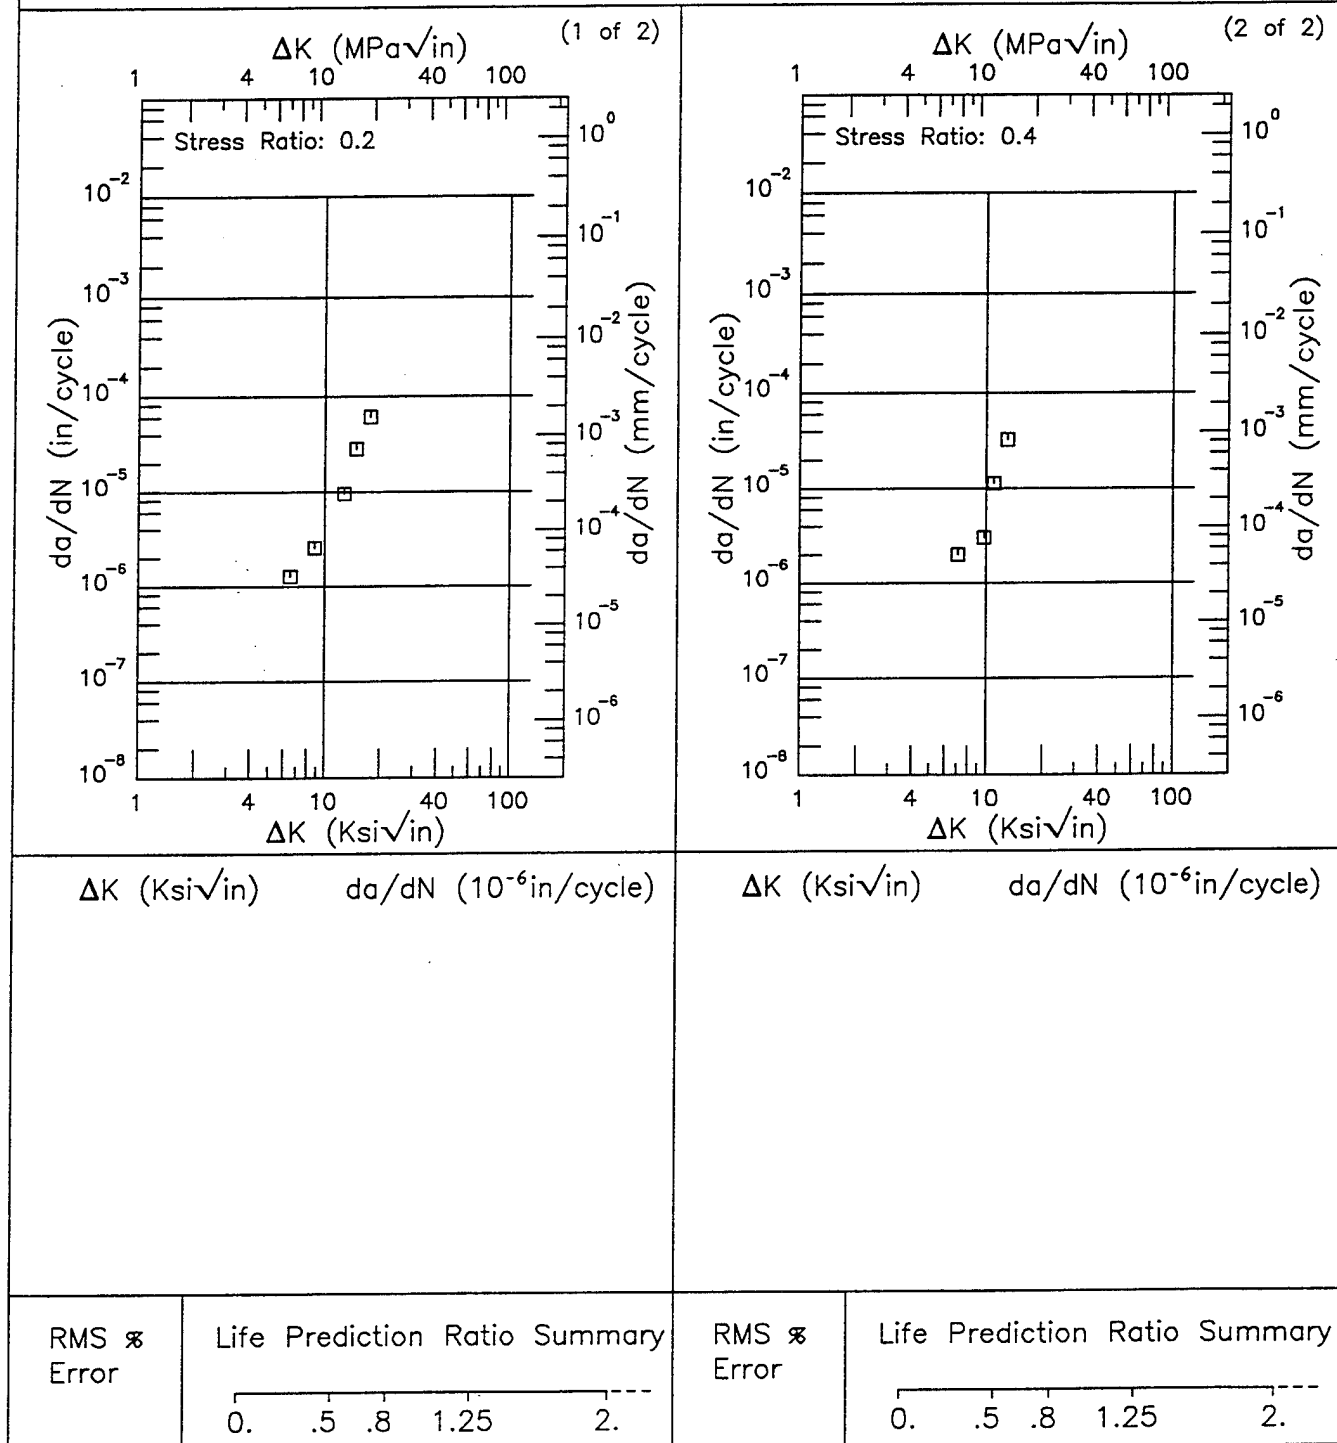 (1 of 2)
ΔK (MPa√in)
1 4 10 40 100
Stress Ratio: 0.2
10⁰
10⁻²
10⁻¹
10⁻³
10⁻²
10⁻⁴
10⁻³
10⁻⁵
10⁻⁴
10⁻⁶
10⁻⁵
10⁻⁷
10⁻⁶
10⁻⁸
da/dN (in/cycle)
da/dN (mm/cycle)
1 4 10 40 100
ΔK (Ksi√in)
(2 of 2)
ΔK (MPa√in)
1 4 10 40 100
Stress Ratio: 0.4
10⁰
10⁻²
10⁻¹
10⁻³
10⁻²
10⁻⁴
10⁻³
10⁻⁵
10⁻⁴
10⁻⁶
10⁻⁵
10⁻⁷
10⁻⁶
10⁻⁸
da/dN (in/cycle)
da/dN (mm/cycle)
1 4 10 40 100
ΔK (Ksi√in)
ΔK (Ksi√in) da/dN (10⁻⁶in/cycle)
ΔK (Ksi√in) da/dN (10⁻⁶in/cycle)
RMS %
Error
Life Prediction Ratio Summary
0. .5 .8 1.25 2.
RMS %
Error
Life Prediction Ratio Summary
0. .5 .8 1.25 2.